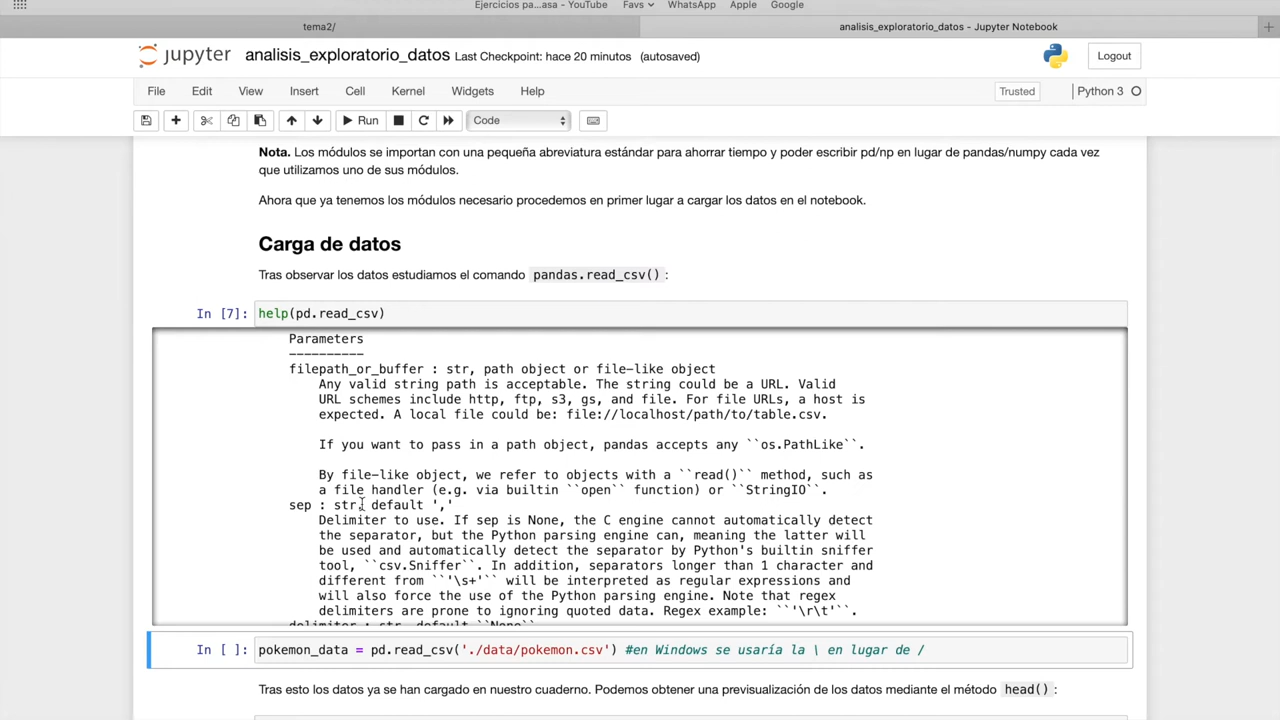 Ejercicios pa...asa - YouTube Favs WhatsApp Apple Google
tema2/ analisis_exploratorio_datos - Jupyter Notebook
jupyter analisis_exploratorio_datos Last Checkpoint: hace 20 minutos (autosaved) Logout
File Edit View Insert Cell Kernel Widgets Help Trusted Python 3
Run Code
Nota. Los módulos se importan con una pequeña abreviatura estándar para ahorrar tiempo y poder escribir pd/np en lugar de pandas/numpy cada vez
que utilizamos uno de sus módulos.
Ahora que ya tenemos los módulos necesario procedemos en primer lugar a cargar los datos en el notebook.
Carga de datos
Tras observar los datos estudiamos el comando pandas.read_csv():
In [7]: help(pd.read_csv)
Parameters
----------
filepath_or_buffer : str, path object or file-like object
Any valid string path is acceptable. The string could be a URL. Valid
URL schemes include http, ftp, s3, gs, and file. For file URLs, a host is
expected. A local file could be: file://localhost/path/to/table.csv.
If you want to pass in a path object, pandas accepts any ``os.PathLike``.
By file-like object, we refer to objects with a ``read()`` method, such as
a file handler (e.g. via builtin ``open`` function) or ``StringIO``.
sep : str, default ','
Delimiter to use. If sep is None, the C engine cannot automatically detect
the separator, but the Python parsing engine can, meaning the latter will
be used and automatically detect the separator by Python's builtin sniffer
tool, ``csv.Sniffer``. In addition, separators longer than 1 character and
different from ``'\s+'`` will be interpreted as regular expressions and
will also force the use of the Python parsing engine. Note that regex
delimiters are prone to ignoring quoted data. Regex example: ``'\r\t'``.
delimiter : str, default ``None``
In [ ]: pokemon_data = pd.read_csv('./data/pokemon.csv') #en Windows se usaría la \ en lugar de /
Tras esto los datos ya se han cargado en nuestro cuaderno. Podemos obtener una previsualización de los datos mediante el método head():